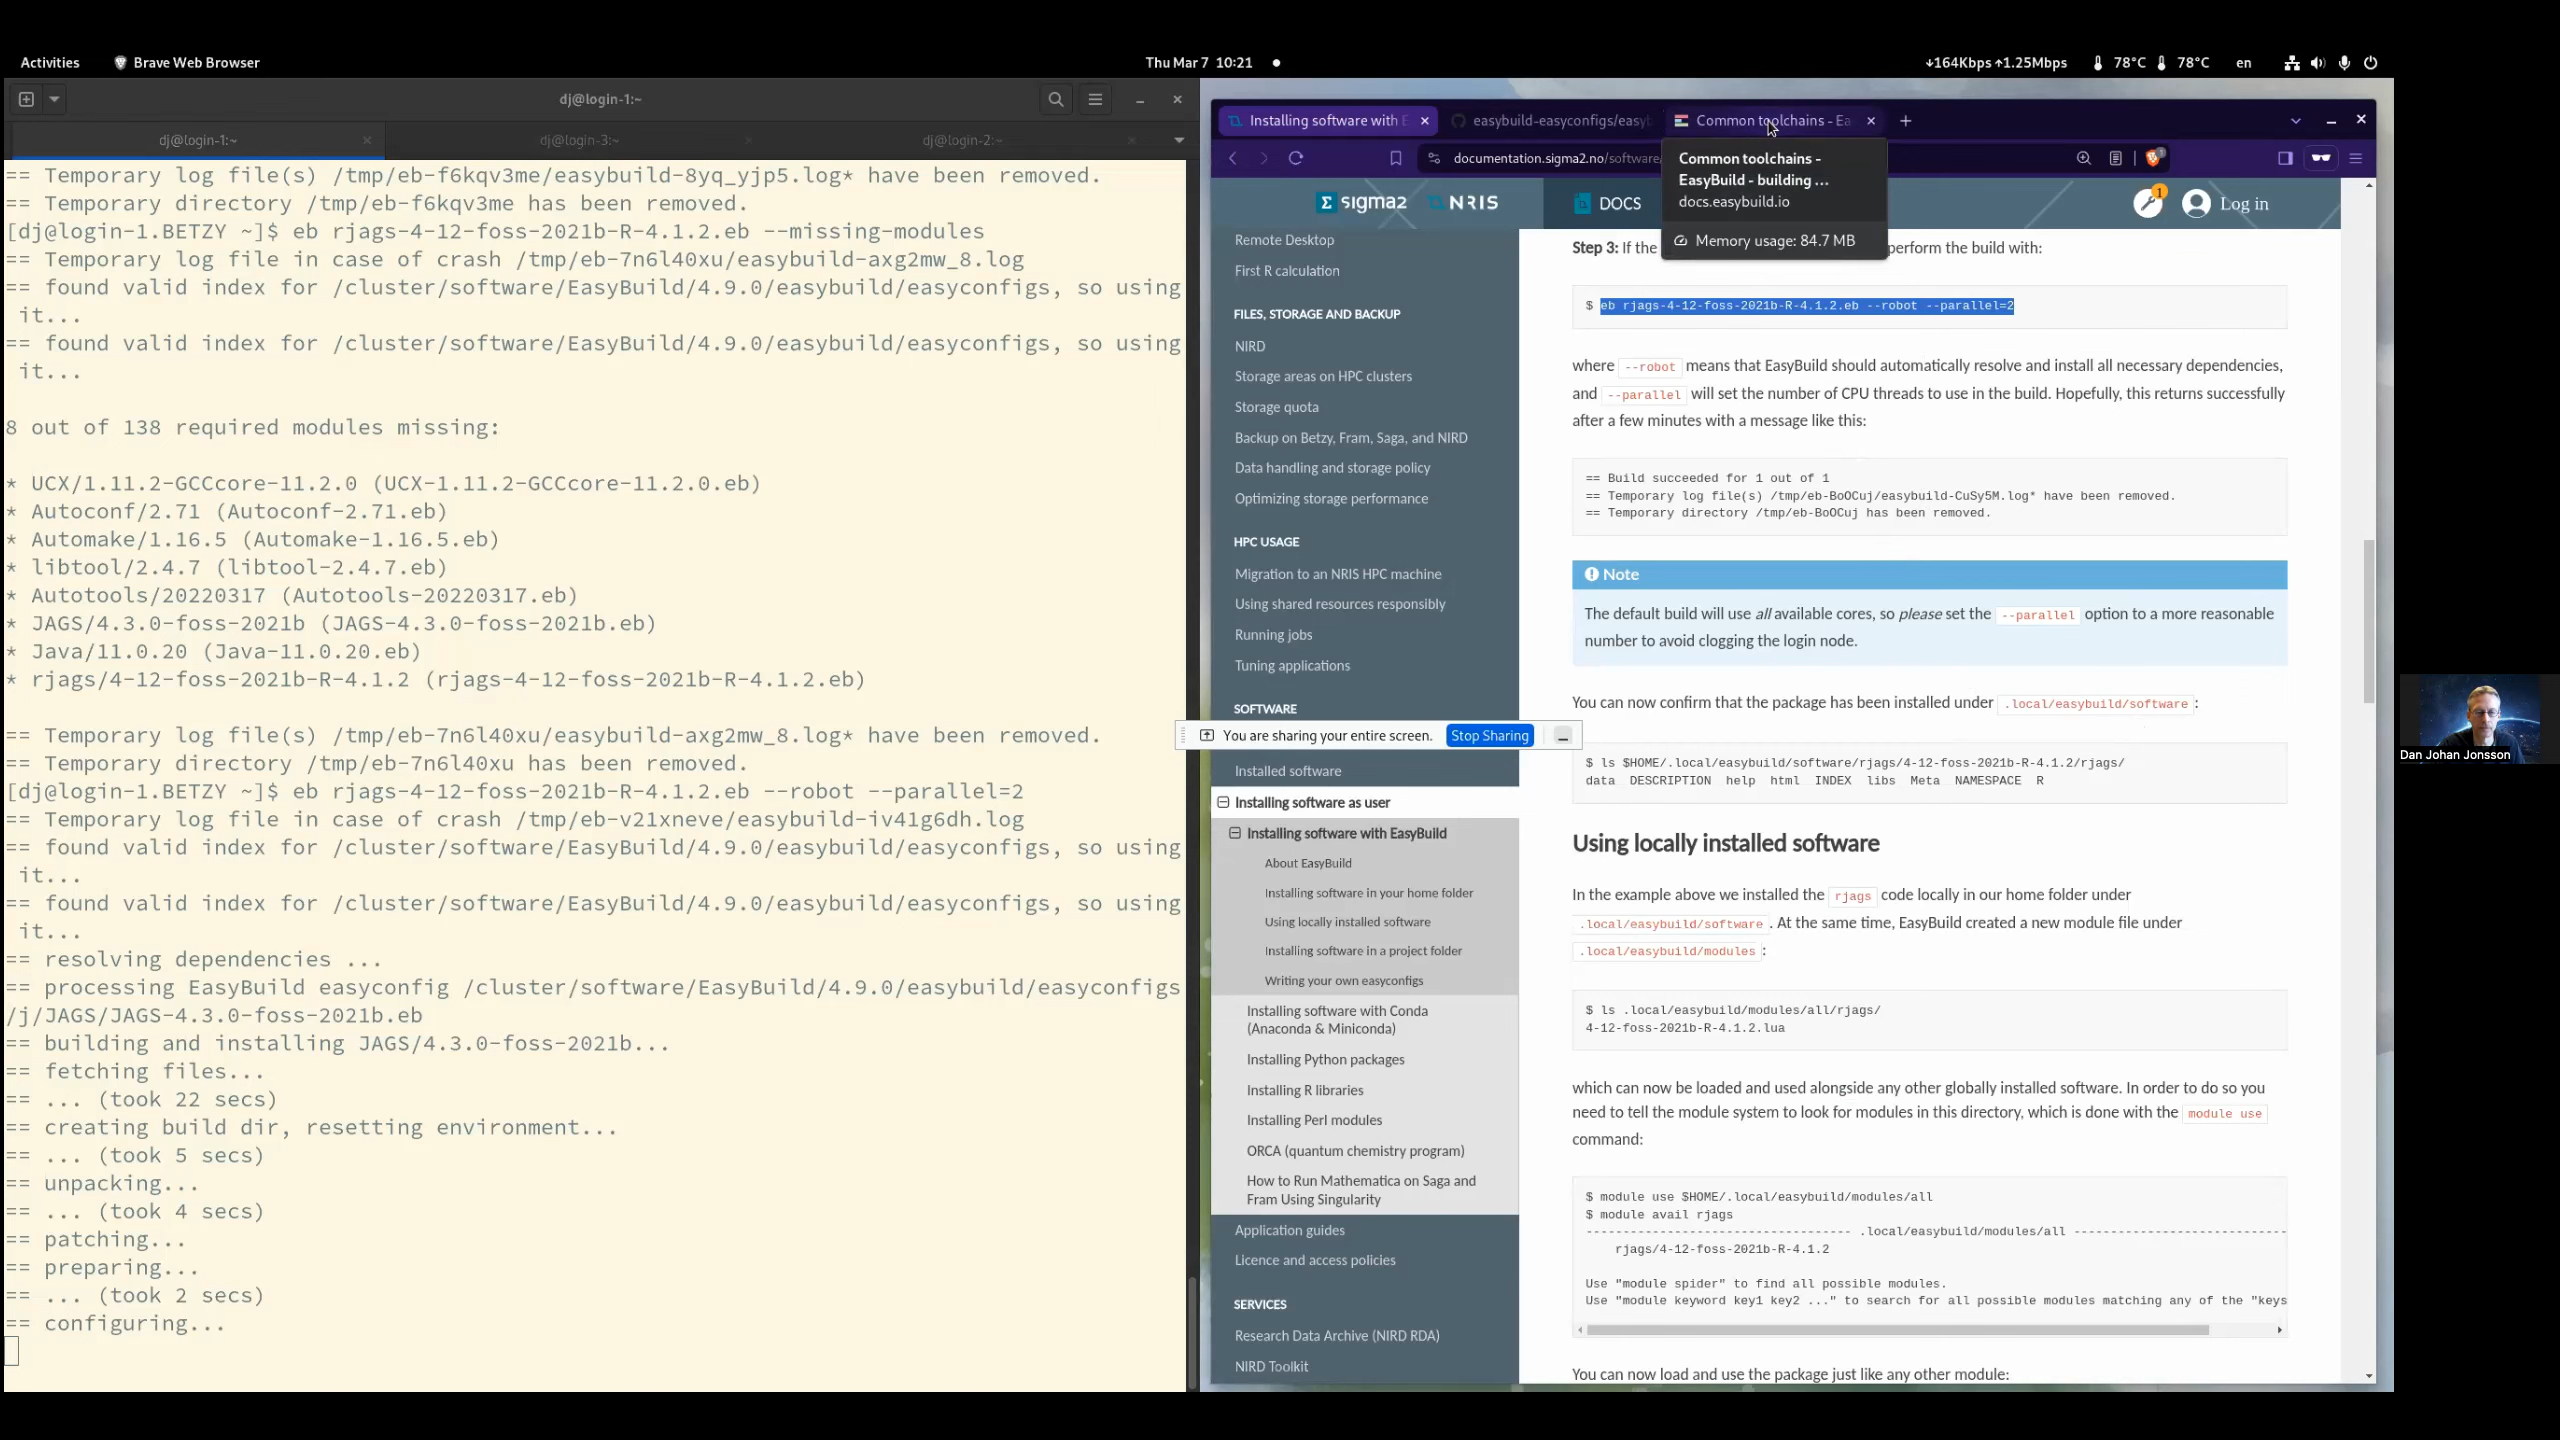 Activities
Brave Web Browser
Thu Mar 7 10:21
↓164Kbps ↑1.25Mbps
78°C
78°C
en
dj@login-1:~
dj@login-1:~
dj@login-3:~
dj@login-2:~
== Temporary log file(s) /tmp/eb-f6kqv3me/easybuild-8yq_yjp5.log* have been removed.
== Temporary directory /tmp/eb-f6kqv3me has been removed.
[dj@login-1.BETZY ~]$ eb rjags-4-12-foss-2021b-R-4.1.2.eb --missing-modules
== Temporary log file in case of crash /tmp/eb-7n6l40xu/easybuild-axg2mw_8.log
== found valid index for /cluster/software/EasyBuild/4.9.0/easybuild/easyconfigs, so using
it...
== found valid index for /cluster/software/EasyBuild/4.9.0/easybuild/easyconfigs, so using
it...
8 out of 138 required modules missing:
* UCX/1.11.2-GCCcore-11.2.0 (UCX-1.11.2-GCCcore-11.2.0.eb)
* Autoconf/2.71 (Autoconf-2.71.eb)
* Automake/1.16.5 (Automake-1.16.5.eb)
* libtool/2.4.7 (libtool-2.4.7.eb)
* Autotools/20220317 (Autotools-20220317.eb)
* JAGS/4.3.0-foss-2021b (JAGS-4.3.0-foss-2021b.eb)
* Java/11.0.20 (Java-11.0.20.eb)
* rjags/4-12-foss-2021b-R-4.1.2 (rjags-4-12-foss-2021b-R-4.1.2.eb)
== Temporary log file(s) /tmp/eb-7n6l40xu/easybuild-axg2mw_8.log* have been removed.
== Temporary directory /tmp/eb-7n6l40xu has been removed.
[dj@login-1.BETZY ~]$ eb rjags-4-12-foss-2021b-R-4.1.2.eb --robot --parallel=2
== Temporary log file in case of crash /tmp/eb-v21xneve/easybuild-iv41g6dh.log
== found valid index for /cluster/software/EasyBuild/4.9.0/easybuild/easyconfigs, so using
it...
== found valid index for /cluster/software/EasyBuild/4.9.0/easybuild/easyconfigs, so using
it...
== resolving dependencies ...
== processing EasyBuild easyconfig /cluster/software/EasyBuild/4.9.0/easybuild/easyconfigs
/j/JAGS/JAGS-4.3.0-foss-2021b.eb
== building and installing JAGS/4.3.0-foss-2021b...
== fetching files...
== ... (took 22 secs)
== creating build dir, resetting environment...
== ... (took 5 secs)
== unpacking...
== ... (took 4 secs)
== patching...
== preparing...
== ... (took 2 secs)
== configuring...
Installing software with E
easybuild-easyconfigs/easyb
Common toolchains - Ea
documentation.sigma2.no/software/
Common toolchains -
EasyBuild - building ...
docs.easybuild.io
Memory usage: 84.7 MB
sigma2
NRIS
DOCS
1
Log in
Remote Desktop
First R calculation
FILES, STORAGE AND BACKUP
NIRD
Storage areas on HPC clusters
Storage quota
Backup on Betzy, Fram, Saga, and NIRD
Data handling and storage policy
Optimizing storage performance
HPC USAGE
Migration to an NRIS HPC machine
Using shared resources responsibly
Running jobs
Tuning applications
SOFTWARE
You are sharing your entire screen.
Stop Sharing
Installed software
Installing software as user
Installing software with EasyBuild
About EasyBuild
Installing software in your home folder
Using locally installed software
Installing software in a project folder
Writing your own easyconfigs
Installing software with Conda
(Anaconda & Miniconda)
Installing Python packages
Installing R libraries
Installing Perl modules
ORCA (quantum chemistry program)
How to Run Mathematica on Saga and
Fram Using Singularity
Application guides
Licence and access policies
SERVICES
Research Data Archive (NIRD RDA)
NIRD Toolkit
Step 3: If the perform the build with:
$ eb rjags-4-12-foss-2021b-R-4.1.2.eb --robot --parallel=2
where --robot means that EasyBuild should automatically resolve and install all necessary dependencies,
and --parallel will set the number of CPU threads to use in the build. Hopefully, this returns successfully
after a few minutes with a message like this:
== Build succeeded for 1 out of 1
== Temporary log file(s) /tmp/eb-BoOCuj/easybuild-CuSy5M.log* have been removed.
== Temporary directory /tmp/eb-BoOCuj has been removed.
Note
The default build will use all available cores, so please set the --parallel option to a more reasonable
number to avoid clogging the login node.
You can now confirm that the package has been installed under .local/easybuild/software:
$ ls $HOME/.local/easybuild/software/rjags/4-12-foss-2021b-R-4.1.2/rjags/
data DESCRIPTION help html INDEX libs Meta NAMESPACE R
Using locally installed software
In the example above we installed the rjags code locally in our home folder under
.local/easybuild/software. At the same time, EasyBuild created a new module file under
.local/easybuild/modules:
$ ls .local/easybuild/modules/all/rjags/
4-12-foss-2021b-R-4.1.2.lua
which can now be loaded and used alongside any other globally installed software. In order to do so you
need to tell the module system to look for modules in this directory, which is done with the module use
command:
$ module use $HOME/.local/easybuild/modules/all
$ module avail rjags
---------------------------------- .local/easybuild/modules/all ----------------------------
rjags/4-12-foss-2021b-R-4.1.2
Use "module spider" to find all possible modules.
Use "module keyword key1 key2 ..." to search for all possible modules matching any of the "keys
You can now load and use the package just like any other module:
Dan Johan Jonsson